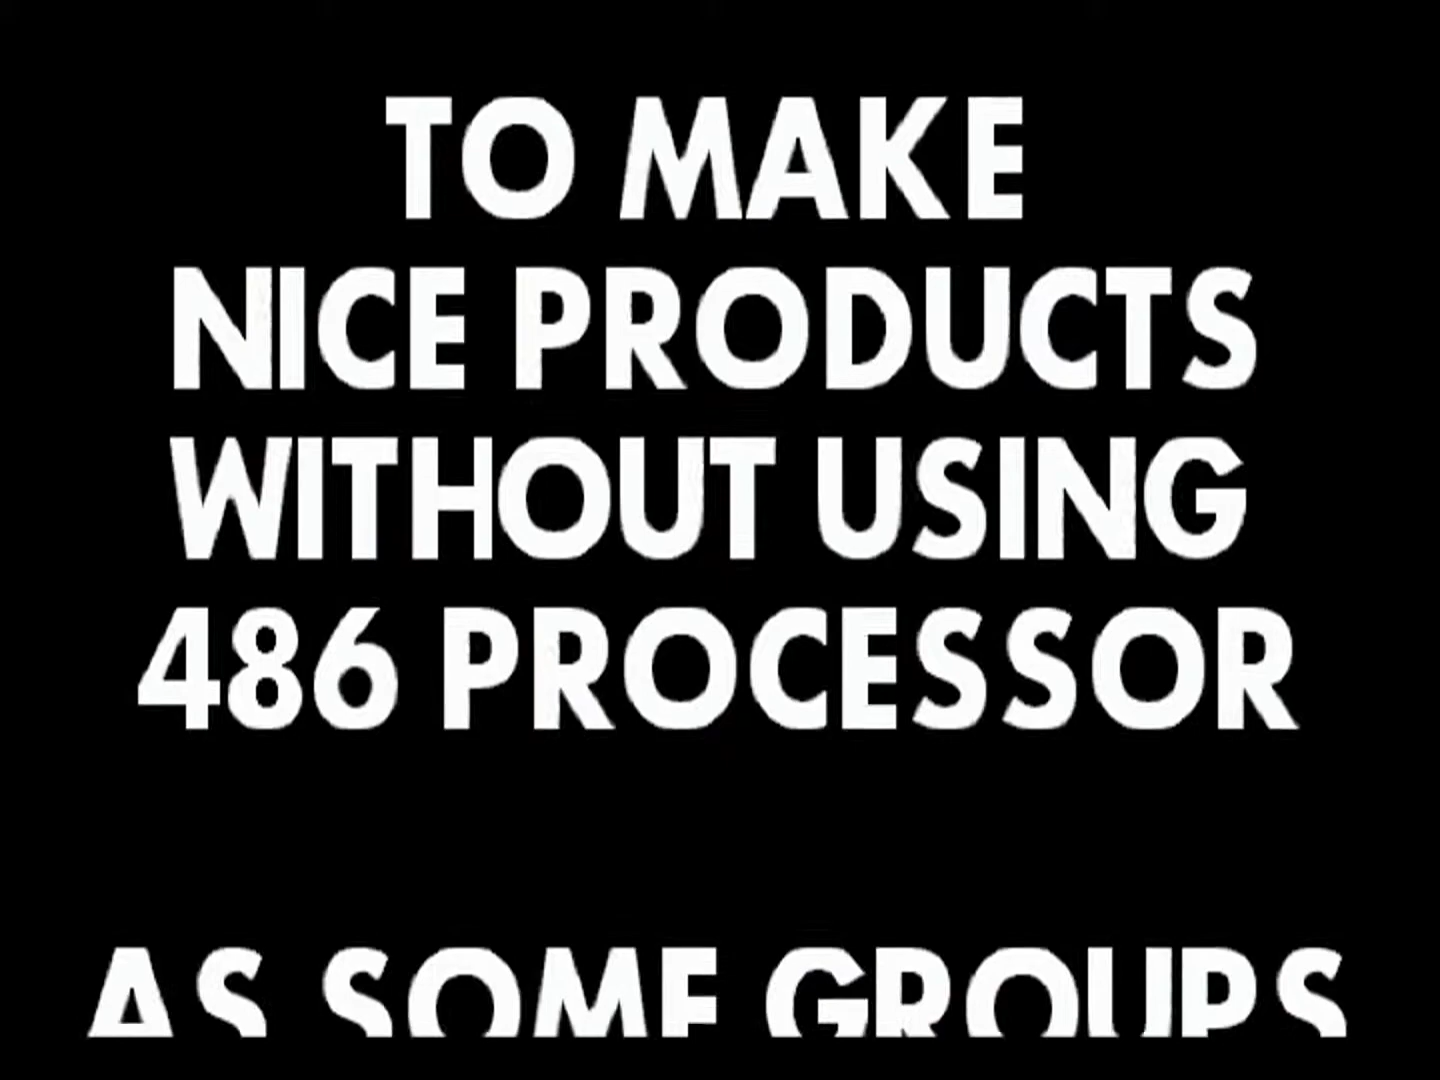 TO MAKE
NICE PRODUCTS
WITHOUT USING
486 PROCESSOR
AS SOME GROUPS